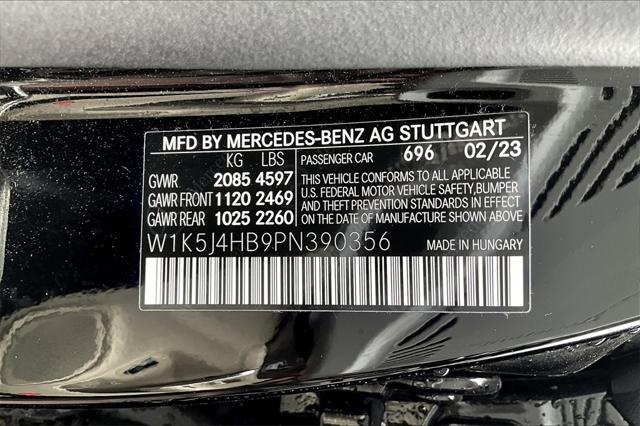 MFD BY MERCEDES-BENZ AG STUTTGART
KG LBS PASSENGER CAR 696 02/23
GVWR 2085 4597
GAWR FRONT 1120 2469
GAWR REAR 1025 2260
THIS VEHICLE CONFORMS TO ALL APPLICABLE
U.S. FEDERAL MOTOR VEHICLE SAFETY, BUMPER
AND THEFT PREVENTION STANDARDS IN EFFECT
ON THE DATE OF MANUFACTURE SHOWN ABOVE.
W1K5J4HB9PN390356 MADE IN HUNGARY